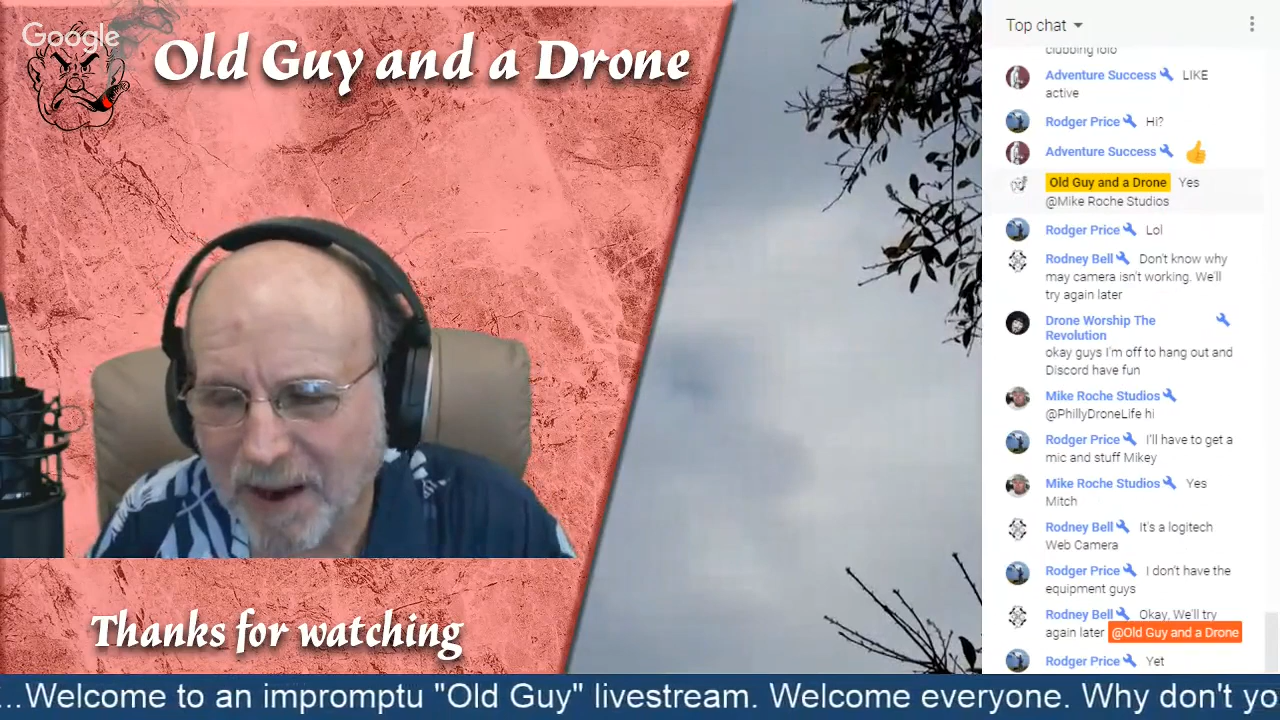 Google
Old Guy and a Drone
Thanks for watching
Top chat
clubbing lolo
Adventure Success LIKE
active
Rodger Price Hi?
Adventure Success
Old Guy and a Drone Yes
@Mike Roche Studios
Rodger Price Lol
Rodney Bell Don't know why
may camera isn't working. We'll
try again later
Drone Worship The
Revolution
okay guys I'm off to hang out and
Discord have fun
Mike Roche Studios
@PhillyDroneLife hi
Rodger Price I'll have to get a
mic and stuff Mikey
Mike Roche Studios Yes
Mitch
Rodney Bell It's a logitech
Web Camera
Rodger Price I don't have the
equipment guys
Rodney Bell Okay, We'll try
again later @Old Guy and a Drone
Rodger Price Yet
...Welcome to an impromptu "Old Guy" livestream. Welcome everyone. Why don't yo